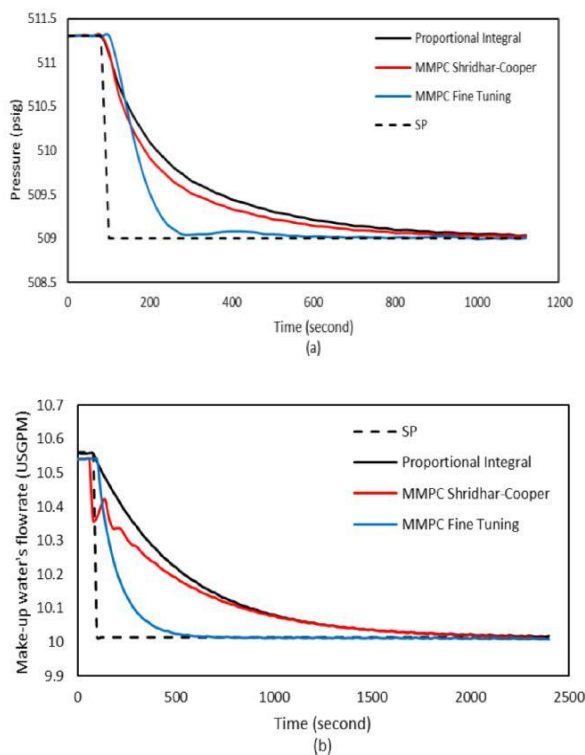 511.5
511
510.5
510
509.5
509
508.5
Pressure (psig)
Proportional Integral
MMPC Shridhar-Cooper
MMPC Fine Tuning
SP
0 200 400 600 800 1000 1200
Time (second)
(a)
10.7
10.6
10.5
10.4
10.3
10.2
10.1
10
9.9
Make-up water's flowrate (USGPM)
SP
Proportional Integral
MMPC Shridhar-Cooper
MMPC Fine Tuning
0 500 1000 1500 2000 2500
Time (second)
(b)